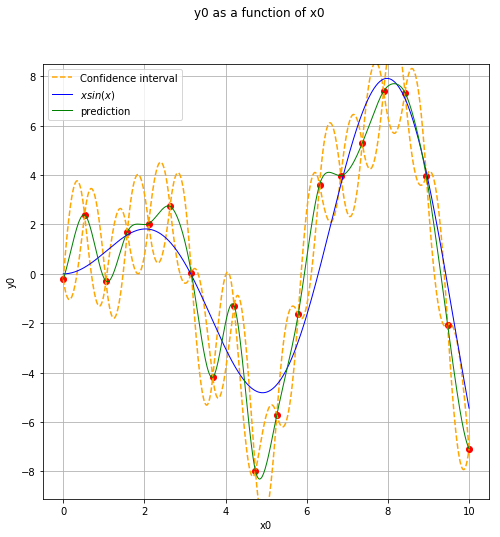 y0 as a function of x0
Confidence interval
xsin(x)
prediction
8
6
4
2
0
−2
−4
−6
−8
y0
0 2 4 6 8 10
x0